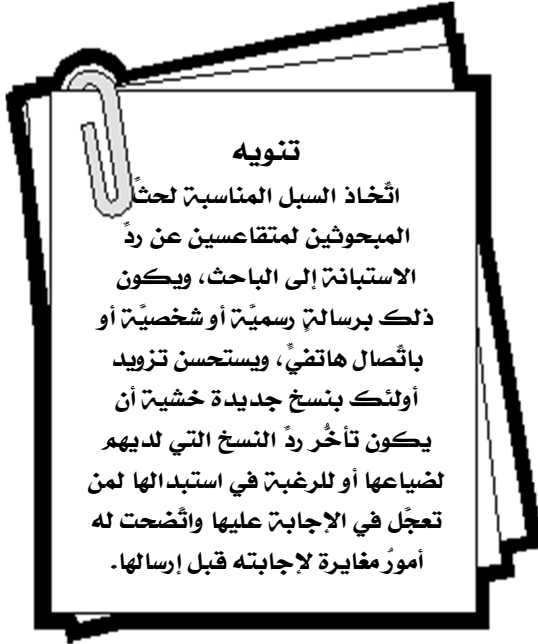 تنويه
اتَّخاذ السبل المناسبة لحثِّ
المبحوثين لمتقاعسين عن ردِّ
الاستبانة إلى الباحث، ويكون
ذلك برسالةٍ رسميَّة أو شخصيَّة أو
باتِّصال هاتفيٍّ، ويستحسن تزويد
أولئك بنسخ جديدة خشية أن
يكون تأخُّر ردِّ النسخ التي لديهم
لضياعها أو للرغبة في استبدالها لمن
تعجَّل في الإجابة عليها واتَّضحت له
أمورٌ مغايرة لإجابته قبل إرسالها.